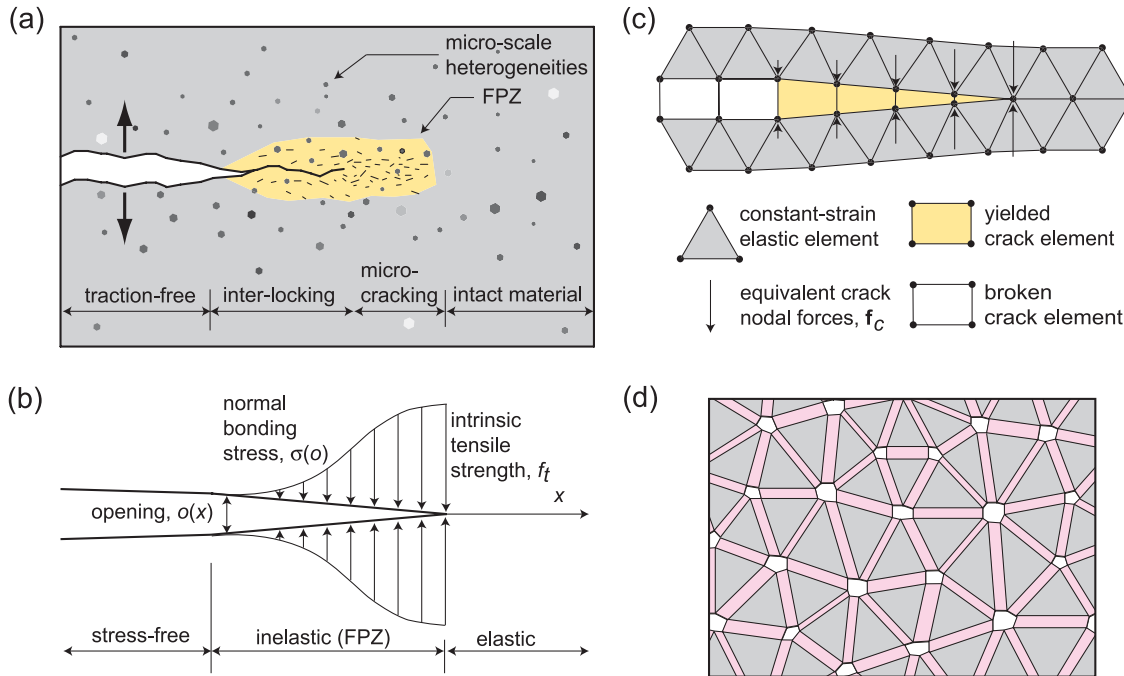 (a)
micro-scale
heterogeneities
FPZ
traction-free
inter-locking
micro-
cracking
intact material
(b)
normal
bonding
stress, σ(o)
intrinsic
tensile
strength, fₜ
x
opening, o(x)
stress-free
inelastic (FPZ)
elastic
(c)
constant-strain
elastic element
yielded
crack element
equivalent crack
nodal forces, f_c
broken
crack element
(d)